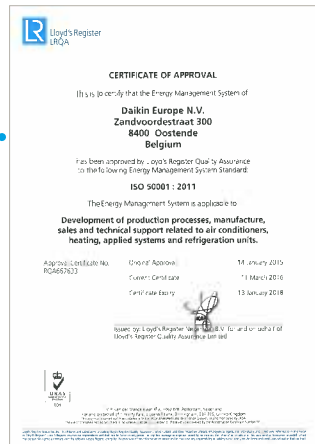 Lloyd's Register
LRQA
CERTIFICATE OF APPROVAL
This is to certify that the Energy Management System of
Daikin Europe N.V.
Zandvoordestraat 300
8400 Oostende
Belgium
has been approved by Lloyd's Register Quality Assurance
to the following Energy Management System Standard:
ISO 50001 : 2011
The Energy Management System is applicable to
Development of production processes, manufacture,
sales and technical support related to air conditioners,
heating, applied systems and refrigeration units.
Approval Certificate No. Original Approval 14 January 2015
Current Certificate 11 March 2016
Certificate Expiry 13 January 2018
Issued by: Lloyd's Register Nederland B.V. for and on behalf of
Lloyd's Register Quality Assurance Limited
UKAS